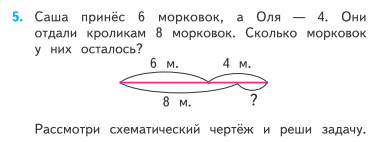 5. Саша принёс 6 морковок, а Оля — 4. Они
отдали кроликам 8 морковок. Сколько морковок
у них осталось?
6 м. 4 м.
8 м. ?
Рассмотри схематический чертёж и реши задачу.